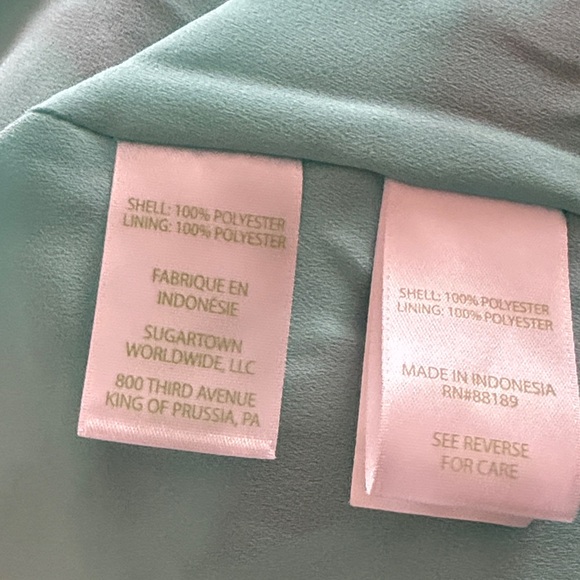 SHELL: 100% POLYESTER
LINING: 100% POLYESTER
FABRIQUE EN
INDONÉSIE
SUGARTOWN
WORLDWIDE, LLC
800 THIRD AVENUE
KING OF PRUSSIA, PA
SHELL: 100% POLYESTER
LINING: 100% POLYESTER
MADE IN INDONESIA
RN#88189
SEE REVERSE
FOR CARE